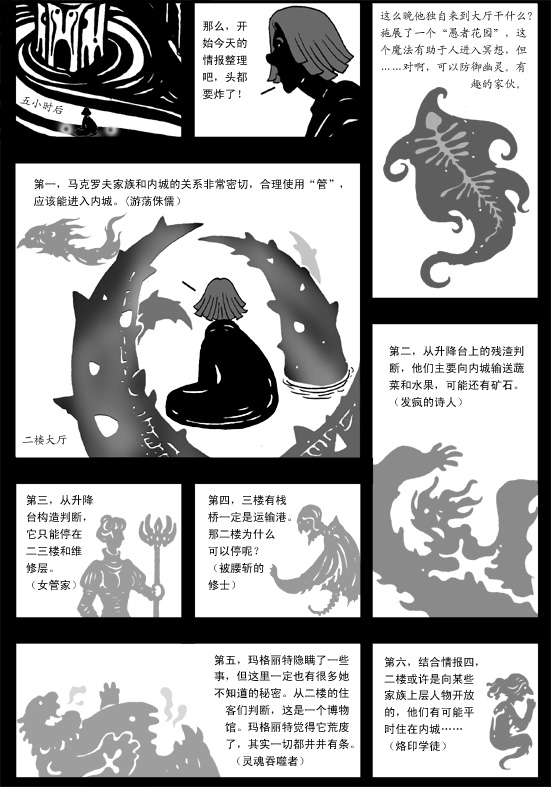 五小时后
那么，开
始今天的
情报整理
吧，头都
要炸了！
这么晚他独自来到大厅干什么？
施展了一个“愚者花园”，这
个魔法有助于人进入冥想，但
……对啊，可以防御幽灵。有
趣的家伙。
第一，马克罗夫家族和内城的关系非常密切，合理使用“管”，
应该能进入内城。（游荡侏儒）
二楼大厅
第二，从升降台上的残渣判
断，他们主要向内城输送蔬
菜和水果，可能还有矿石。
（发疯的诗人）
第三，从升降
台构造判断，
它只能停在
二三楼和维
修层。
（女管家）
第四，三楼有栈
桥一定是运输港。
那二楼为什么
可以停呢？
（被腰斩的
修士）
第五，玛格丽特隐瞒了一些
事，但这里一定也有很多她
不知道的秘密。从二楼的住
客们判断，这是一个博物
馆。玛格丽特觉得它荒废
了，其实一切都井井有条。
（灵魂吞噬者）
第六，结合情报四，
二楼或许是向某些
家族上层人物开放
的，他们有可能平
时住在内城……
（烙印学徒）